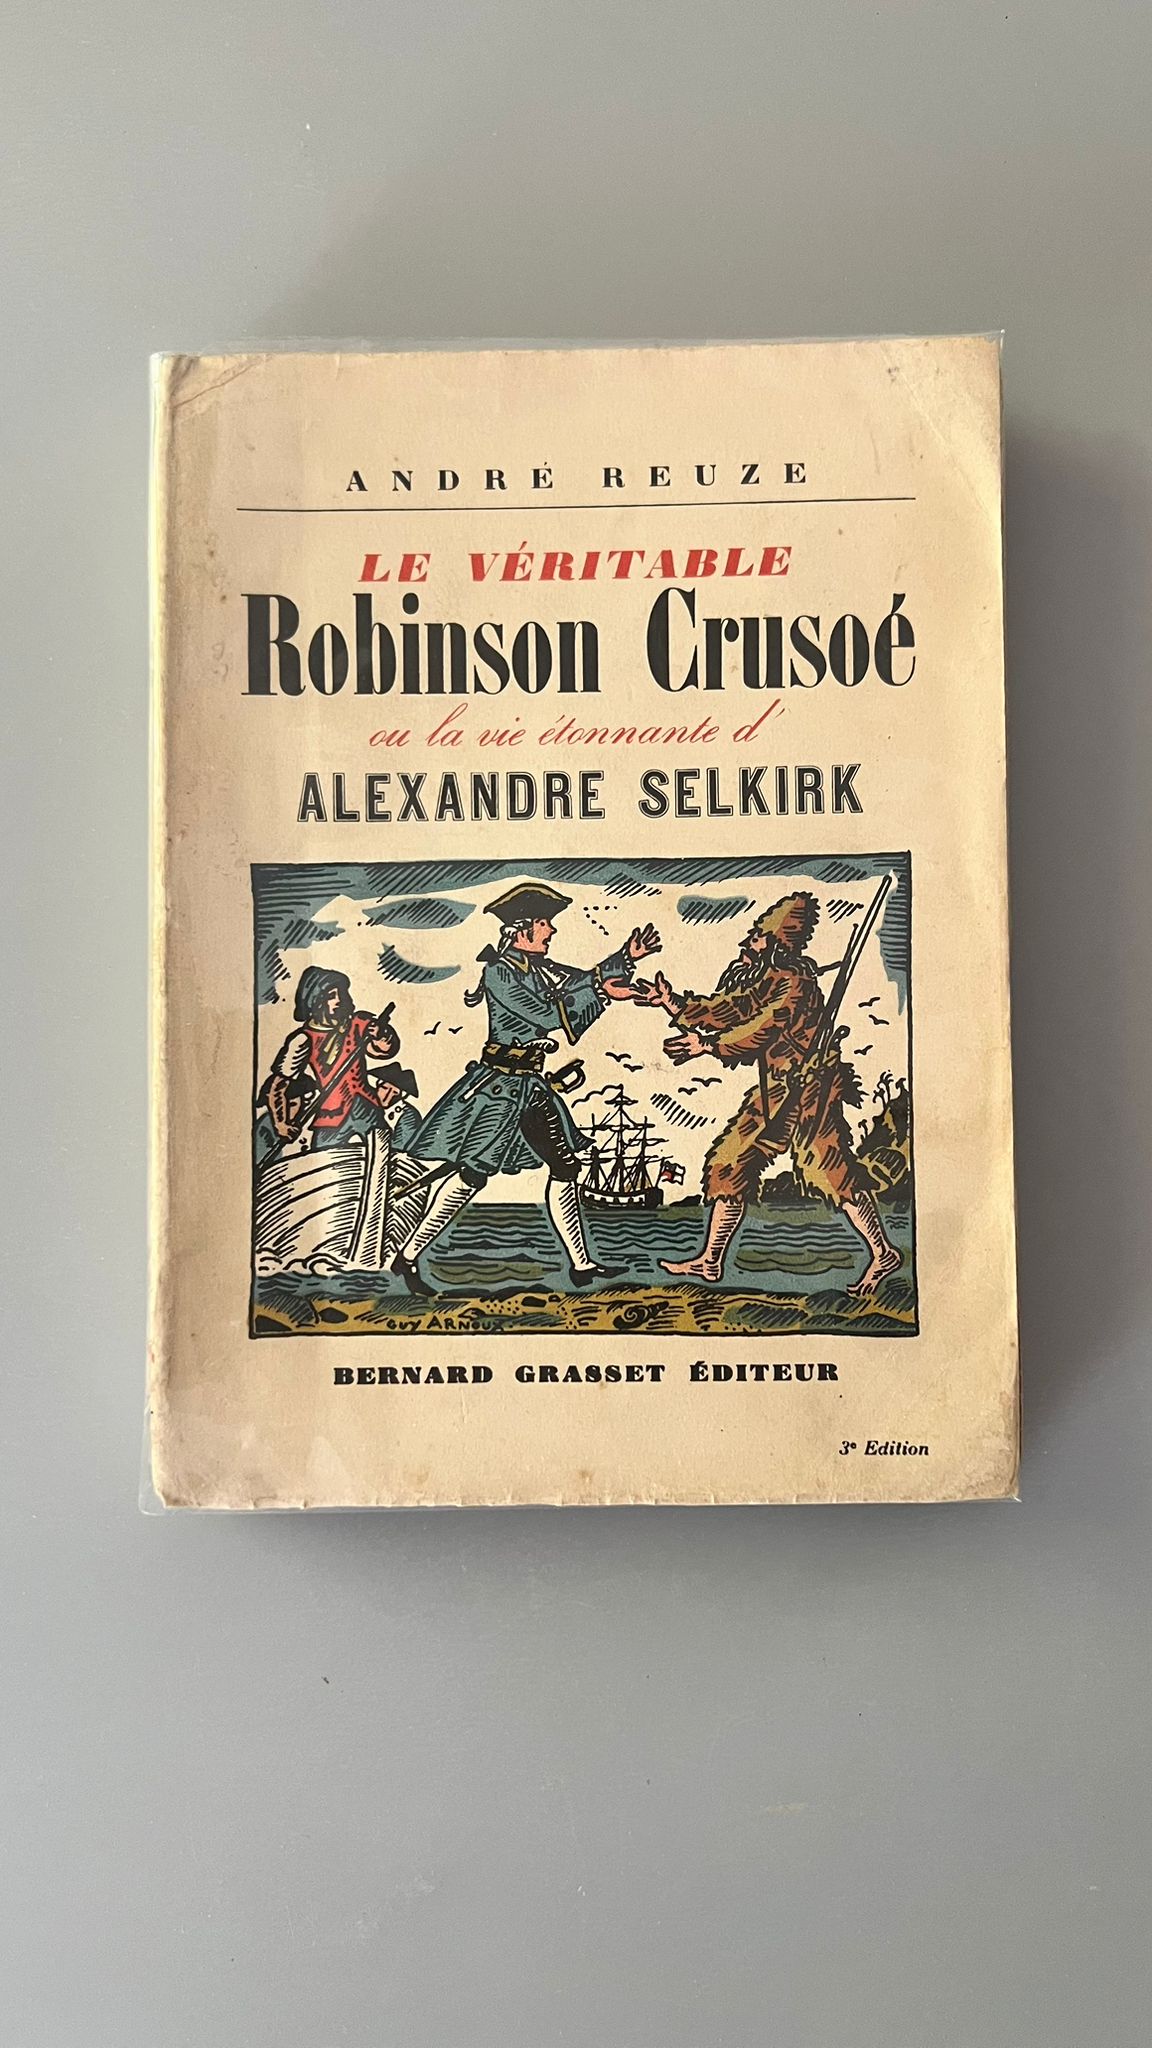 ANDRÉ REUZE
LE VÉRITABLE
Robinson Crusoé
ou la vie étonnante d'
ALEXANDRE SELKIRK
GUY ARNOUX
BERNARD GRASSET ÉDITEUR
3e Edition